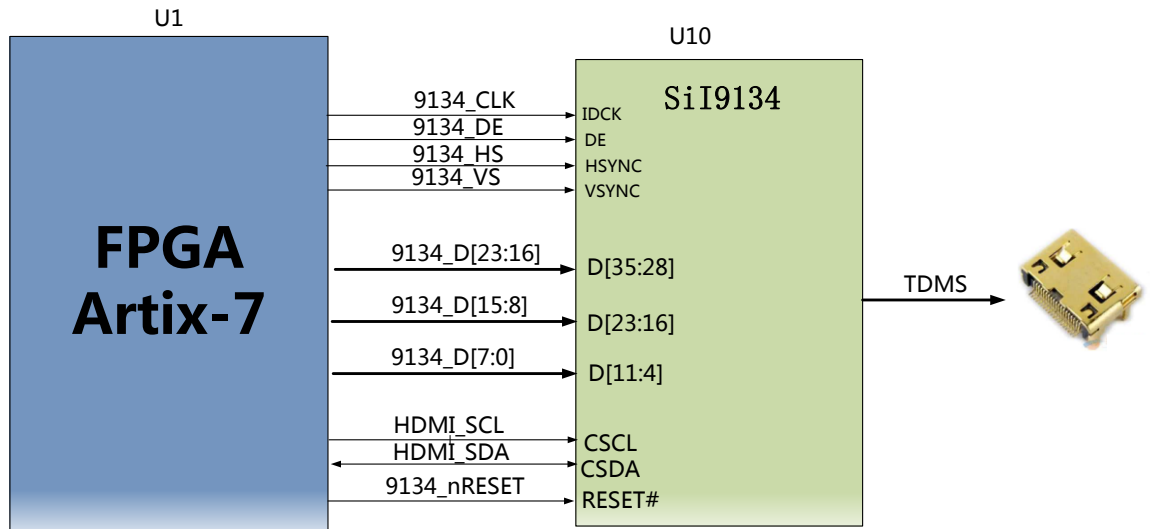 U1
U10
FPGA
Artix-7
SiI9134
9134_CLK
IDCK
9134_DE
DE
9134_HS
HSYNC
9134_VS
VSYNC
9134_D[23:16]
D[35:28]
9134_D[15:8]
D[23:16]
9134_D[7:0]
D[11:4]
HDMI_SCL
CSCL
HDMI_SDA
CSDA
9134_nRESET
RESET#
TDMS